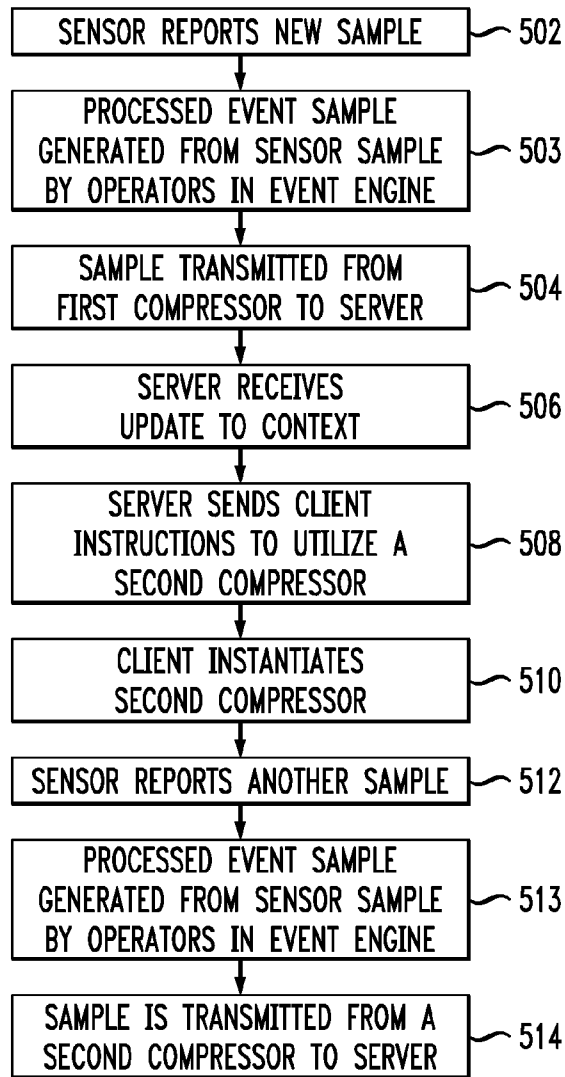 SENSOR REPORTS NEW SAMPLE 502
PROCESSED EVENT SAMPLE
GENERATED FROM SENSOR SAMPLE 503
BY OPERATORS IN EVENT ENGINE
SAMPLE TRANSMITTED FROM 504
FIRST COMPRESSOR TO SERVER
SERVER RECEIVES 506
UPDATE TO CONTEXT
SERVER SENDS CLIENT
INSTRUCTIONS TO UTILIZE A 508
SECOND COMPRESSOR
CLIENT INSTANTIATES 510
SECOND COMPRESSOR
SENSOR REPORTS ANOTHER SAMPLE 512
PROCESSED EVENT SAMPLE
GENERATED FROM SENSOR SAMPLE 513
BY OPERATORS IN EVENT ENGINE
SAMPLE IS TRANSMITTED FROM A 514
SECOND COMPRESSOR TO SERVER